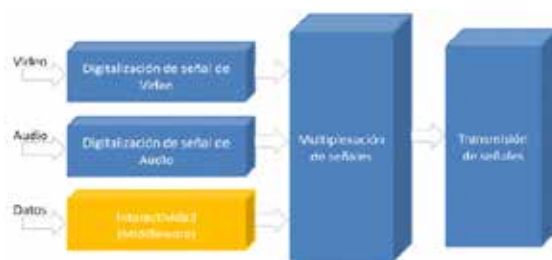 Video
Digitalización de señal de
Video
Audio
Digitalización de señal de
Audio
Datos
Interactividad
(Middleware)
Multiplexación
de señales
Transmisión
de señales